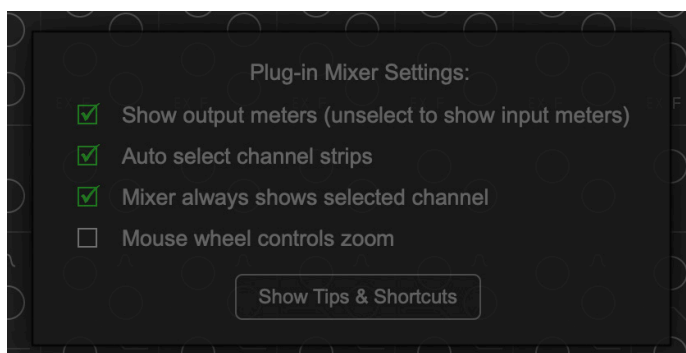 Plug-in Mixer Settings:
Show output meters (unselect to show input meters)
Auto select channel strips
Mixer always shows selected channel
Mouse wheel controls zoom
Show Tips & Shortcuts